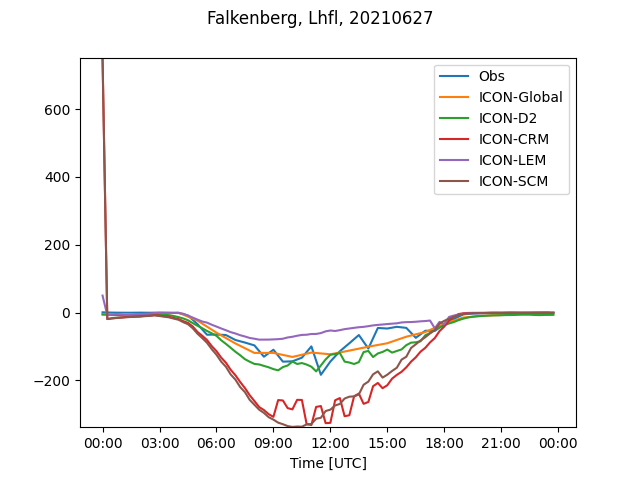 Falkenberg, Lhfl, 20210627
Obs
ICON-Global
ICON-D2
ICON-CRM
ICON-LEM
ICON-SCM
600
400
200
0
−200
00:00 03:00 06:00 09:00 12:00 15:00 18:00 21:00 00:00
Time [UTC]